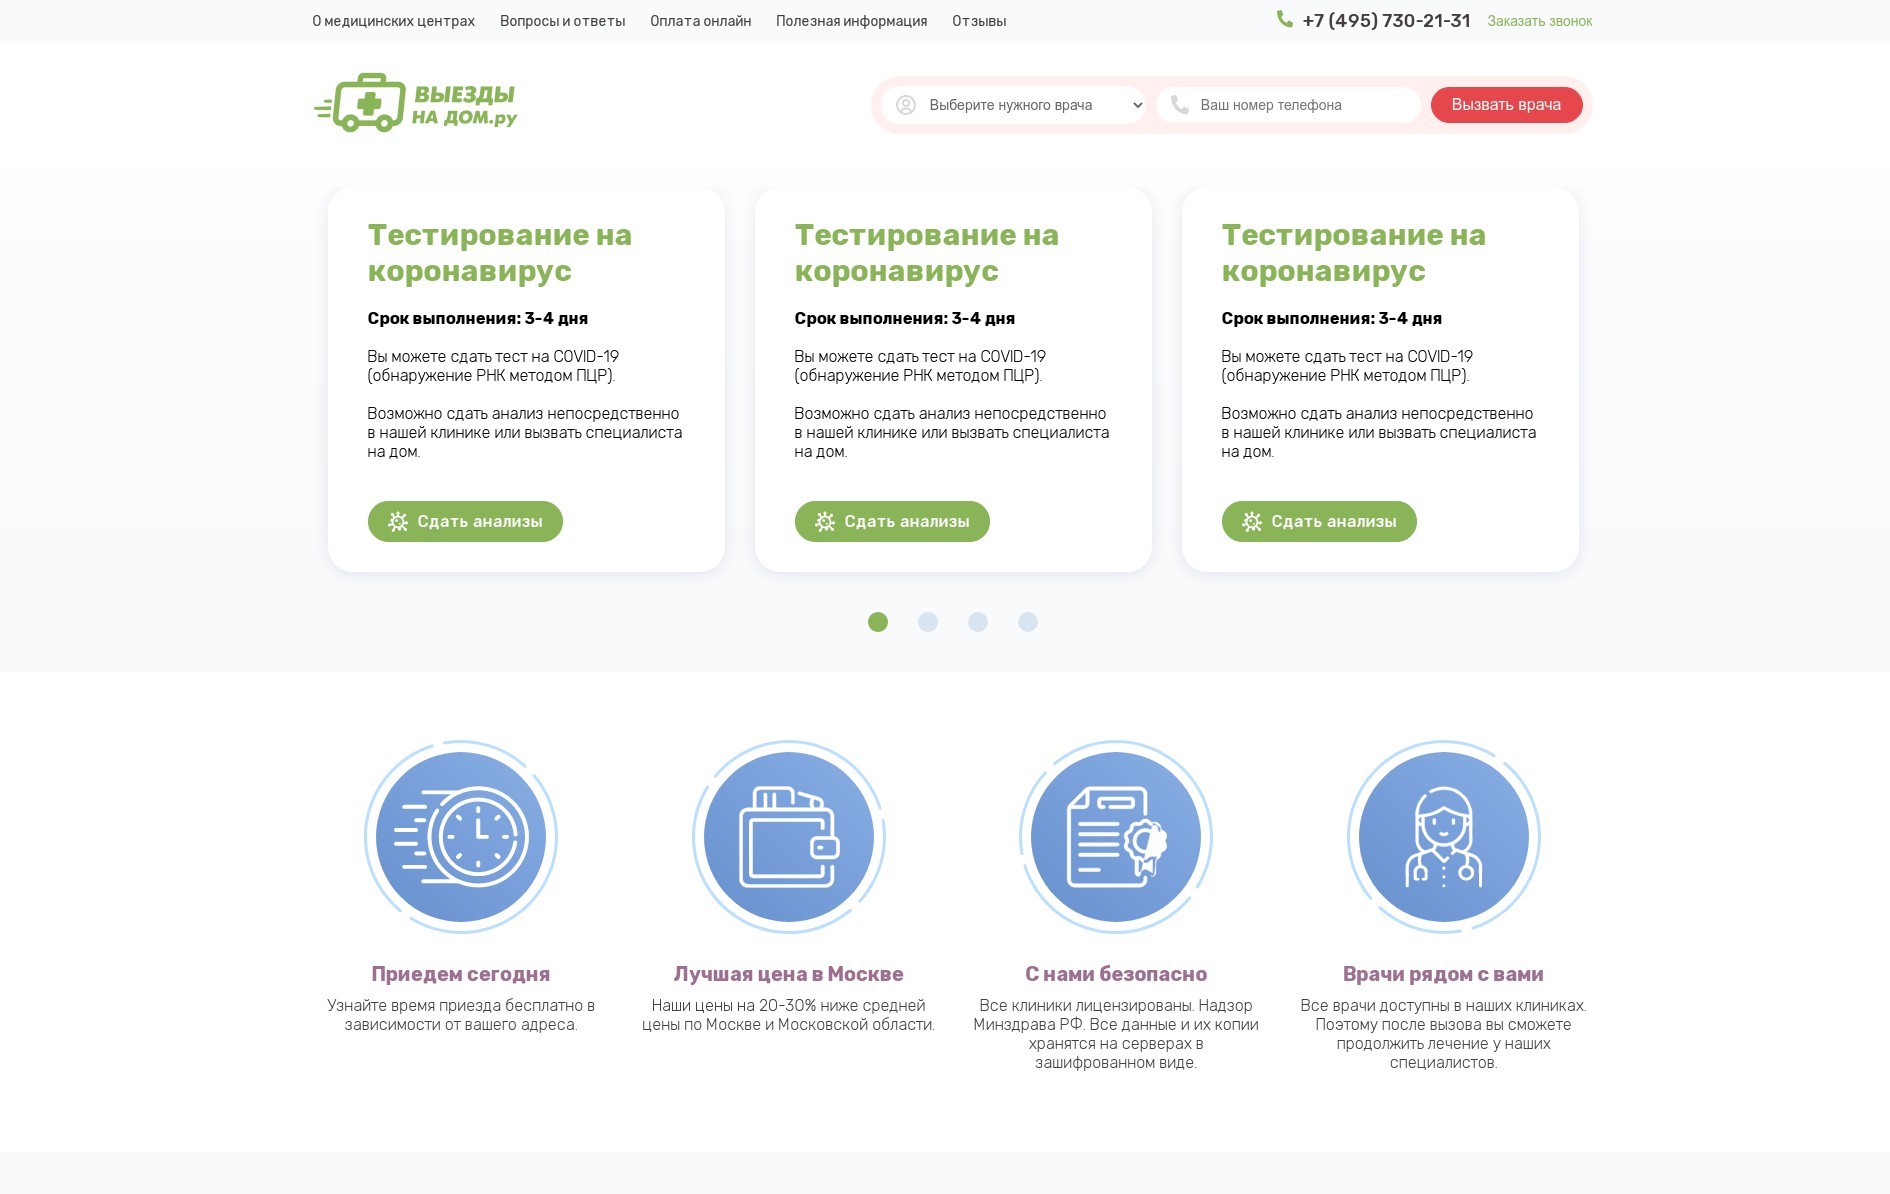 О медицинских центрах Вопросы и ответы Оплата онлайн Полезная информация Отзывы +7 (495) 730-21-31 Заказать звонок
ВЫЕЗДЫ
НА ДОМ.ру
Выберите нужного врача Ваш номер телефона Вызвать врача
Тестирование на
коронавирус
Срок выполнения: 3-4 дня
Вы можете сдать тест на COVID-19
(обнаружение РНК методом ПЦР).
Возможно сдать анализ непосредственно
в нашей клинике или вызвать специалиста
на дом.
Сдать анализы
Тестирование на
коронавирус
Срок выполнения: 3-4 дня
Вы можете сдать тест на COVID-19
(обнаружение РНК методом ПЦР).
Возможно сдать анализ непосредственно
в нашей клинике или вызвать специалиста
на дом.
Сдать анализы
Тестирование на
коронавирус
Срок выполнения: 3-4 дня
Вы можете сдать тест на COVID-19
(обнаружение РНК методом ПЦР).
Возможно сдать анализ непосредственно
в нашей клинике или вызвать специалиста
на дом.
Сдать анализы
Приедем сегодня
Узнайте время приезда бесплатно в
зависимости от вашего адреса.
Лучшая цена в Москве
Наши цены на 20-30% ниже средней
цены по Москве и Московской области.
С нами безопасно
Все клиники лицензированы. Надзор
Минздрава РФ. Все данные и их копии
хранятся на серверах в
зашифрованном виде.
Врачи рядом с вами
Все врачи доступны в наших клиниках.
Поэтому после вызова вы сможете
продолжить лечение у наших
специалистов.